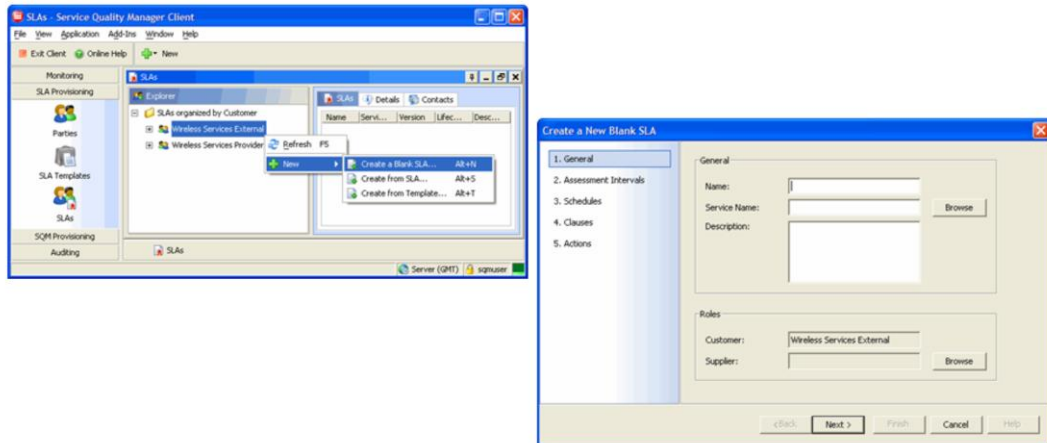 SLAs - Service Quality Manager Client
File View Application Add-Ins Window Help
Exit Client Online Help New
Monitoring
SLA Provisioning
Parties
SLA Templates
SLAs
SQM Provisioning
Auditing
SLAs
Explorer
SLAs organized by Customer
Wireless Services External
Wireless Services Provider
Refresh F5
New
Create a Blank SLA... Alt+N
Create from SLA... Alt+S
Create from Template... Alt+T
SLAs Details Contacts
Name Servi... Version Lifec... Desc...
SLAs
Server (GMT) sqmuser
Create a New Blank SLA
1. General
2. Assessment Intervals
3. Schedules
4. Clauses
5. Actions
General
Name:
Service Name: Browse
Description:
Roles
Customer: Wireless Services External
Supplier: Browse
<Back Next > Finish Cancel Help